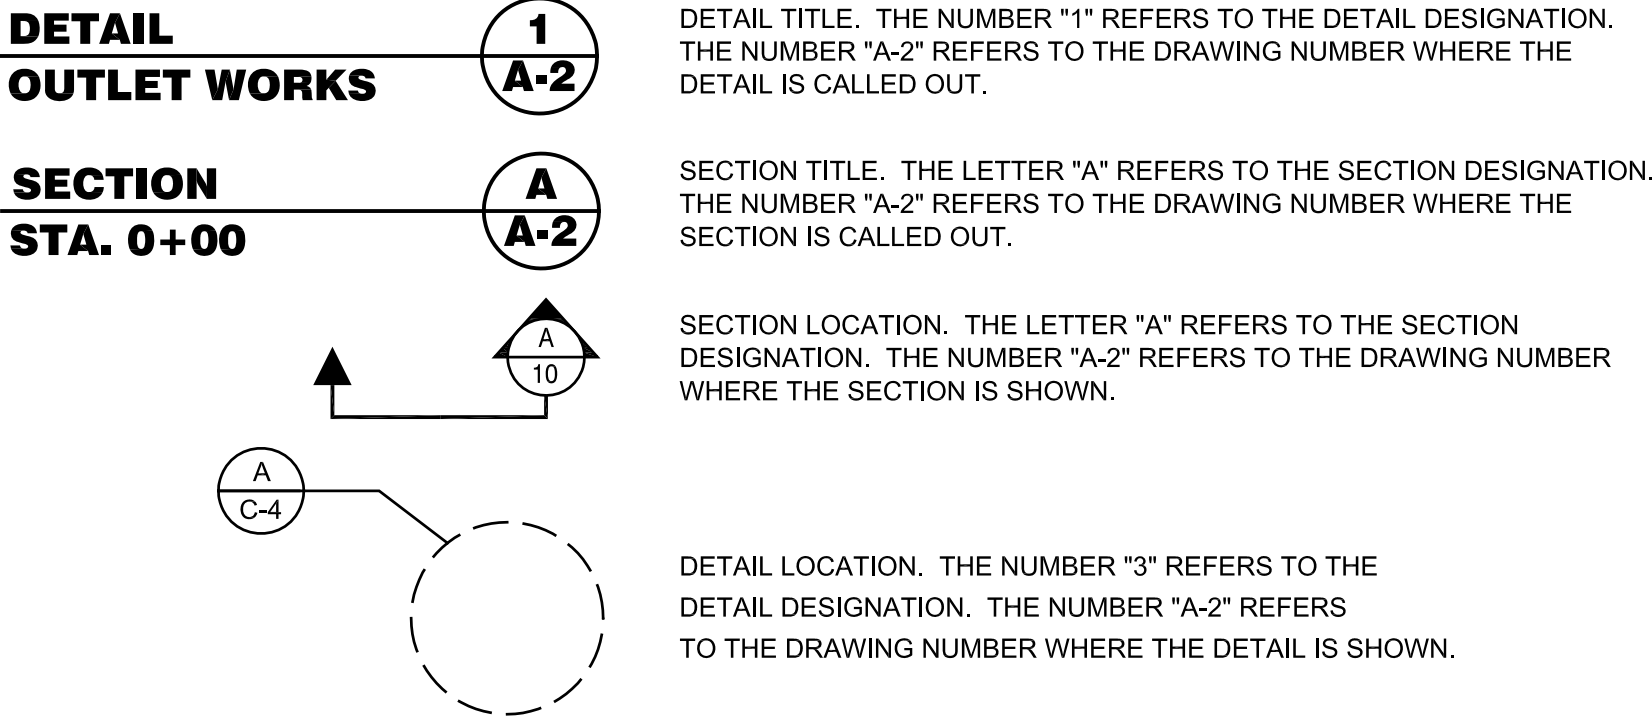 DETAIL
OUTLET WORKS
1
A-2
DETAIL TITLE.  THE NUMBER "1" REFERS TO THE DETAIL DESIGNATION.
THE NUMBER "A-2" REFERS TO THE DRAWING NUMBER WHERE THE
DETAIL IS CALLED OUT.
SECTION
STA. 0+00
A
A-2
SECTION TITLE.  THE LETTER "A" REFERS TO THE SECTION DESIGNATION.
THE NUMBER "A-2" REFERS TO THE DRAWING NUMBER WHERE THE
SECTION IS CALLED OUT.
A
10
SECTION LOCATION.  THE LETTER "A" REFERS TO THE SECTION
DESIGNATION.  THE NUMBER "A-2" REFERS TO THE DRAWING NUMBER
WHERE THE SECTION IS SHOWN.
A
C-4
DETAIL LOCATION.  THE NUMBER "3" REFERS TO THE
DETAIL DESIGNATION.  THE NUMBER "A-2" REFERS
TO THE DRAWING NUMBER WHERE THE DETAIL IS SHOWN.